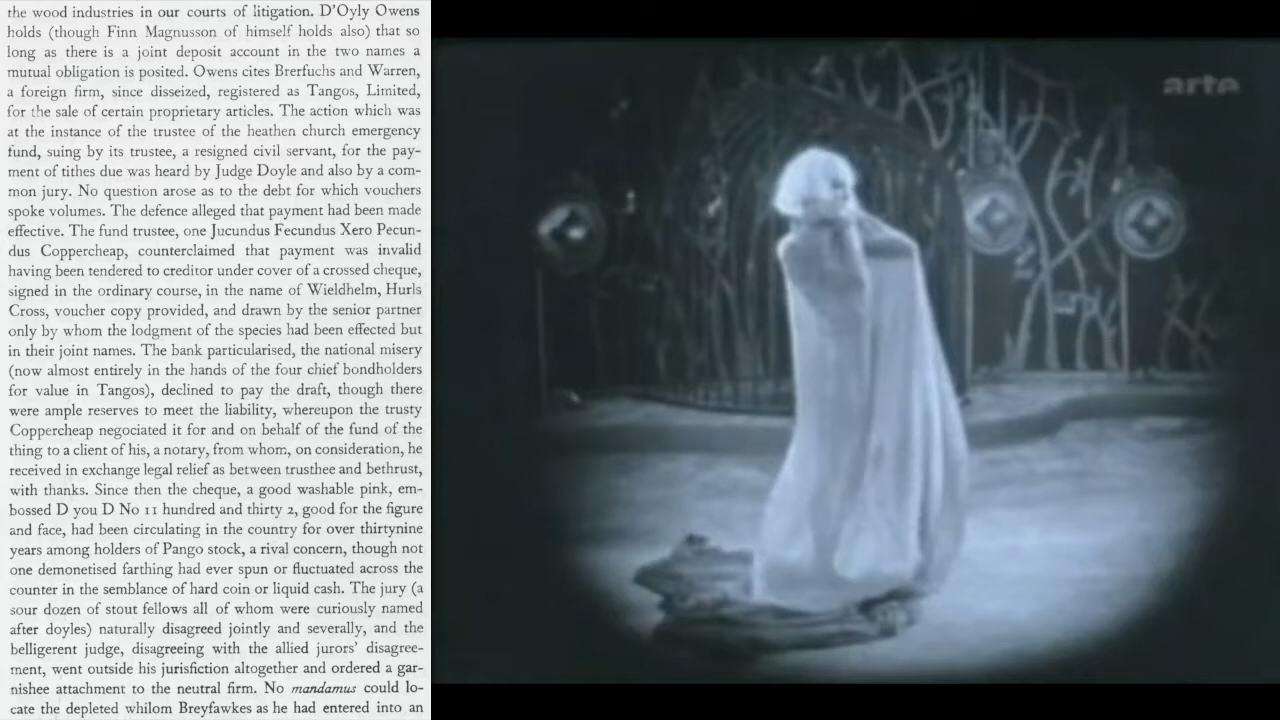 the wood industries in our courts of litigation. D'Oyly Owens
holds (though Finn Magnusson of himself holds also) that so
long as there is a joint deposit account in the two names a
mutual obligation is posited. Owens cites Brerfuchs and Warren,
a foreign firm, since disseized, registered as Tangos, Limited,
for the sale of certain proprietary articles. The action which was
at the instance of the trustee of the heathen church emergency
fund, suing by its trustee, a resigned civil servant, for the pay-
ment of tithes due was heard by Judge Doyle and also by a com-
mon jury. No question arose as to the debt for which vouchers
spoke volumes. The defence alleged that payment had been made
effective. The fund trustee, one Jucundus Fecundus Xero Pecun-
dus Coppercheap, counterclaimed that payment was invalid
having been tendered to creditor under cover of a crossed cheque,
signed in the ordinary course, in the name of Wieldhelm, Hurls
Cross, voucher copy provided, and drawn by the senior partner
only by whom the lodgment of the species had been effected but
in their joint names. The bank particularised, the national misery
(now almost entirely in the hands of the four chief bondholders
for value in Tangos), declined to pay the draft, though there
were ample reserves to meet the liability, whereupon the trusty
Coppercheap negociated it for and on behalf of the fund of the
thing to a client of his, a notary, from whom, on consideration, he
received in exchange legal relief as between trusthee and bethrust,
with thanks. Since then the cheque, a good washable pink, em-
bossed D you D No 11 hundred and thirty 2, good for the figure
and face, had been circulating in the country for over thirtynine
years among holders of Pango stock, a rival concern, though not
one demonetised farthing had ever spun or fluctuated across the
counter in the semblance of hard coin or liquid cash. The jury (a
sour dozen of stout fellows all of whom were curiously named
after doyles) naturally disagreed jointly and severally, and the
belligerent judge, disagreeing with the allied jurors' disagree-
ment, went outside his jurisfiction altogether and ordered a gar-
nishee attachment to the neutral firm. No mandamus could lo-
cate the depleted whilom Breyfawkes as he had entered into an
arte